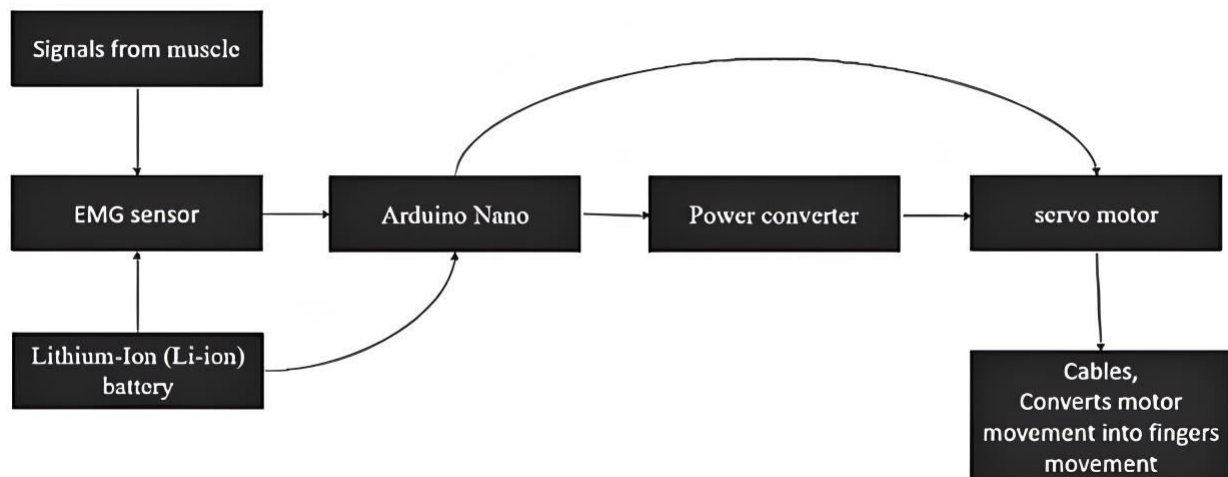 Signals from muscle
EMG sensor
Arduino Nano
Power converter
servo motor
Lithium-Ion (Li-ion)
battery
Cables,
Converts motor
movement into fingers
movement